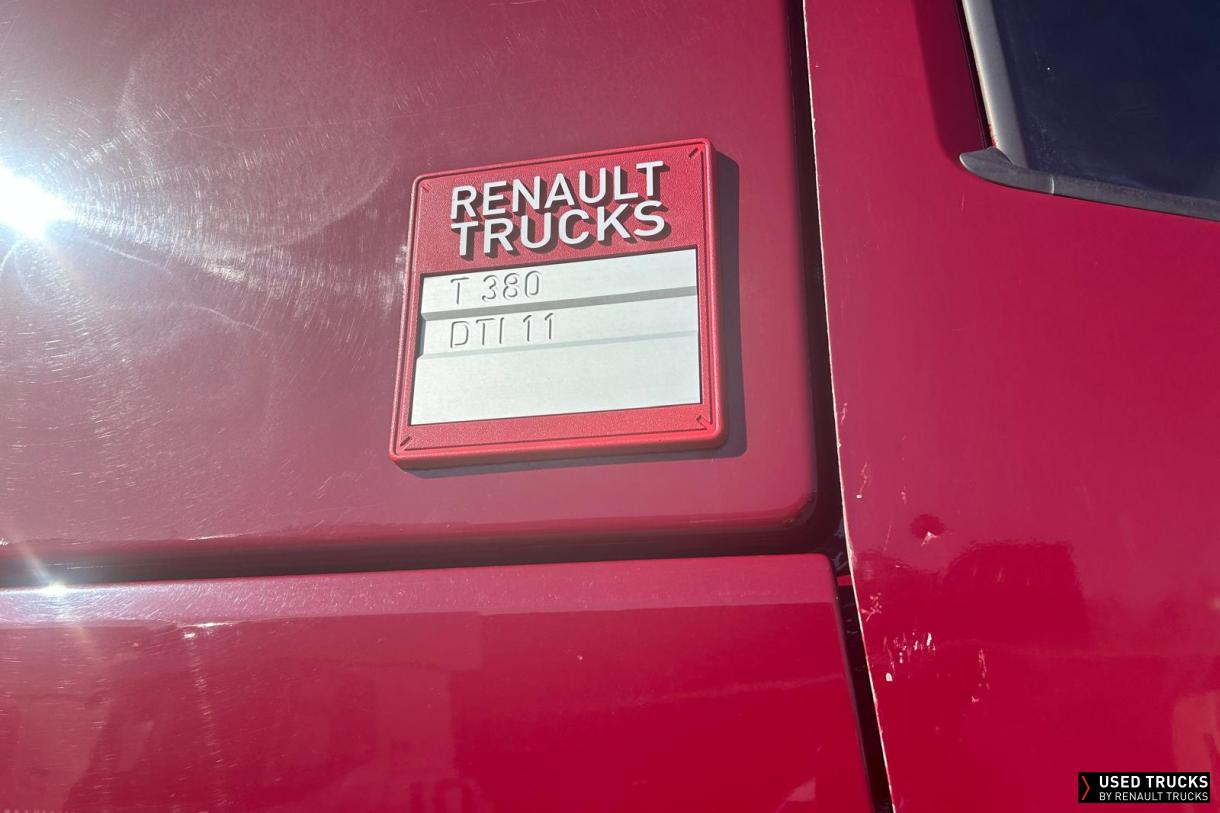 RENAULT
TRUCKS
T 380
DTI 11
USED TRUCKS
BY RENAULT TRUCKS